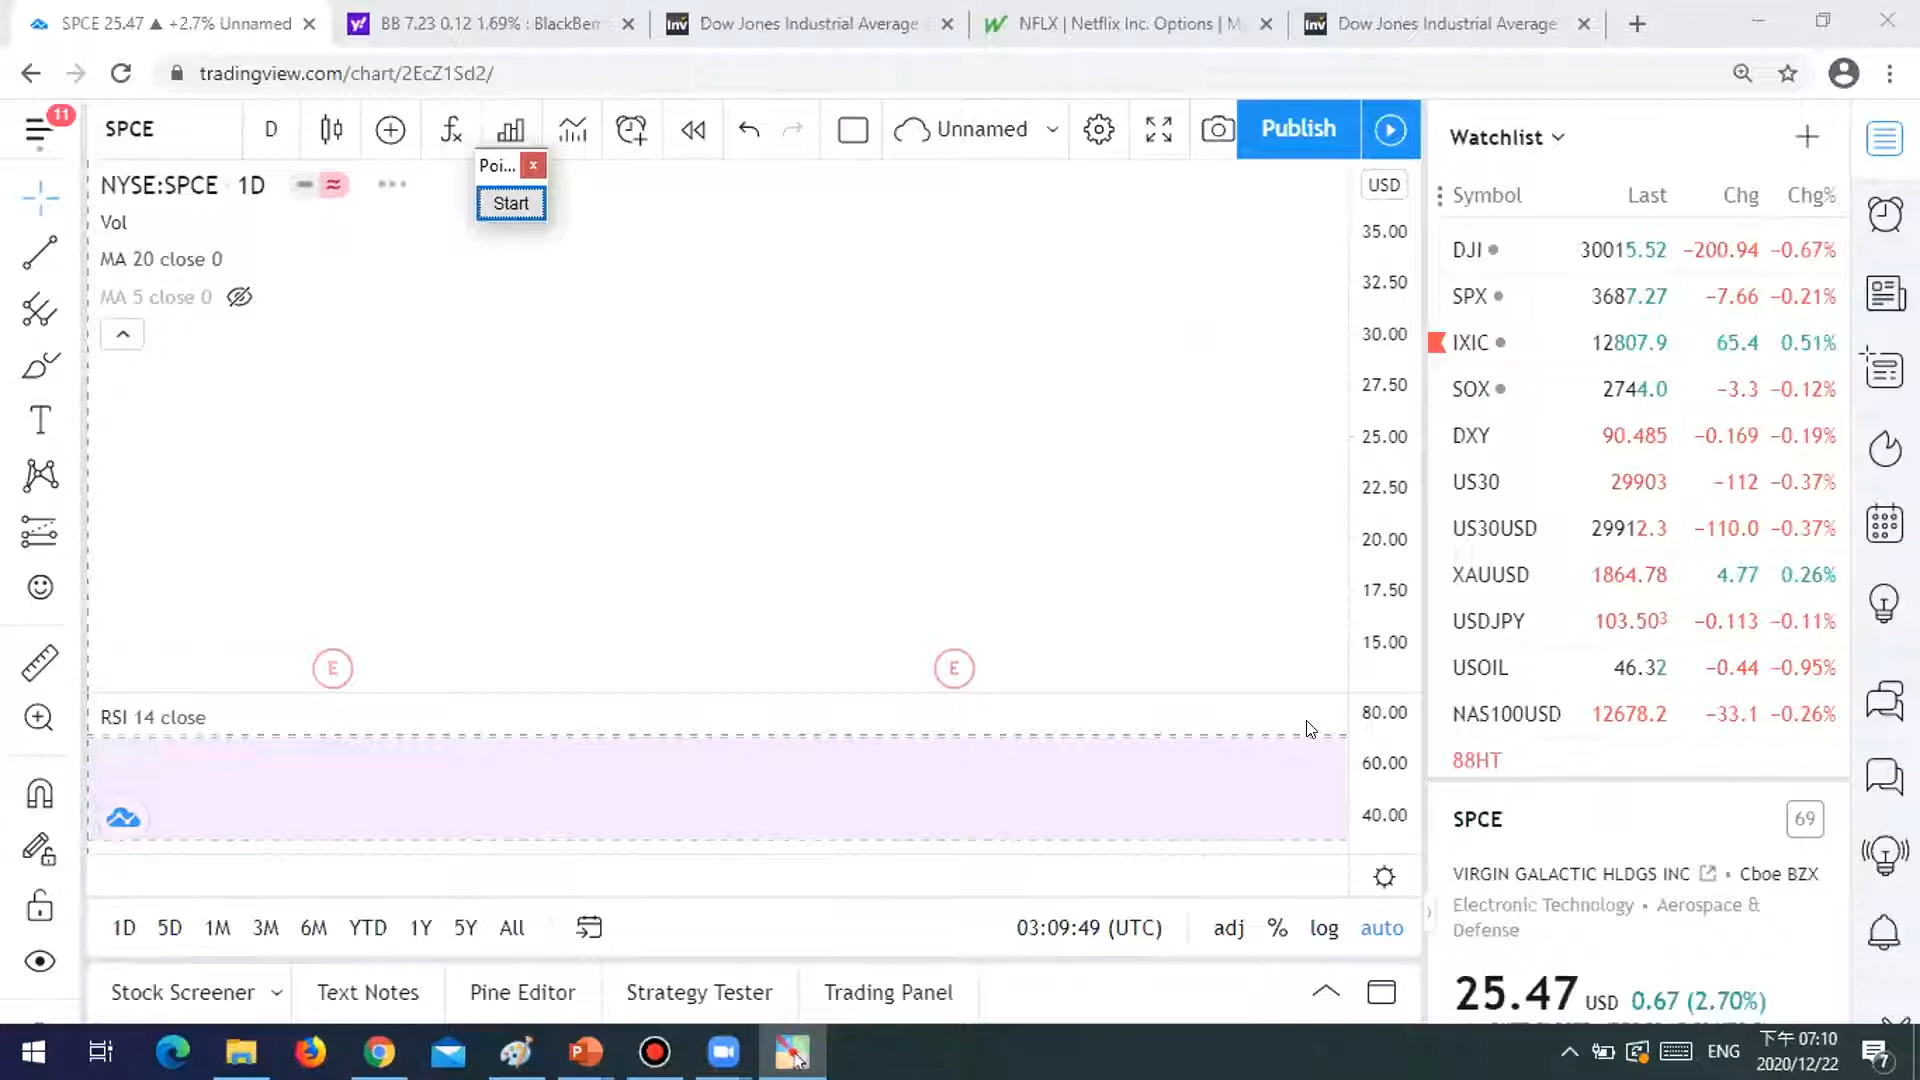 SPCE 25.47 ▲ +2.7% Unnamed
BB 7.23 0.12 1.69% : BlackBer
Dow Jones Industrial Average
NFLX | Netflix Inc. Options | M
Dow Jones Industrial Average
tradingview.com/chart/2EcZ1Sd2/
11
SPCE
D
Unnamed
Publish
Poi...
Start
NYSE:SPCE · 1D
Vol
MA 20 close 0
MA 5 close 0
USD
35.00
32.50
30.00
27.50
25.00
22.50
20.00
17.50
15.00
E
E
RSI 14 close
80.00
60.00
40.00
1D 5D 1M 3M 6M YTD 1Y 5Y All
03:09:49 (UTC)
adj % log auto
Stock Screener
Text Notes
Pine Editor
Strategy Tester
Trading Panel
Watchlist
Symbol Last Chg Chg%
DJI 30015.52 −200.94 −0.67%
SPX 3687.27 −7.66 −0.21%
IXIC 12807.9 65.4 0.51%
SOX 2744.0 −3.3 −0.12%
DXY 90.485 −0.169 −0.19%
US30 29903 −112 −0.37%
US30USD 29912.3 −110.0 −0.37%
XAUUSD 1864.78 4.77 0.26%
USDJPY 103.503 −0.113 −0.11%
USOIL 46.32 −0.44 −0.95%
NAS100USD 12678.2 −33.1 −0.26%
88HT
SPCE
69
VIRGIN GALACTIC HLDGS INC • Cboe BZX
Electronic Technology • Aerospace &
Defense
25.47 USD 0.67 (2.70%)
ENG
下午 07:10
2020/12/22
7